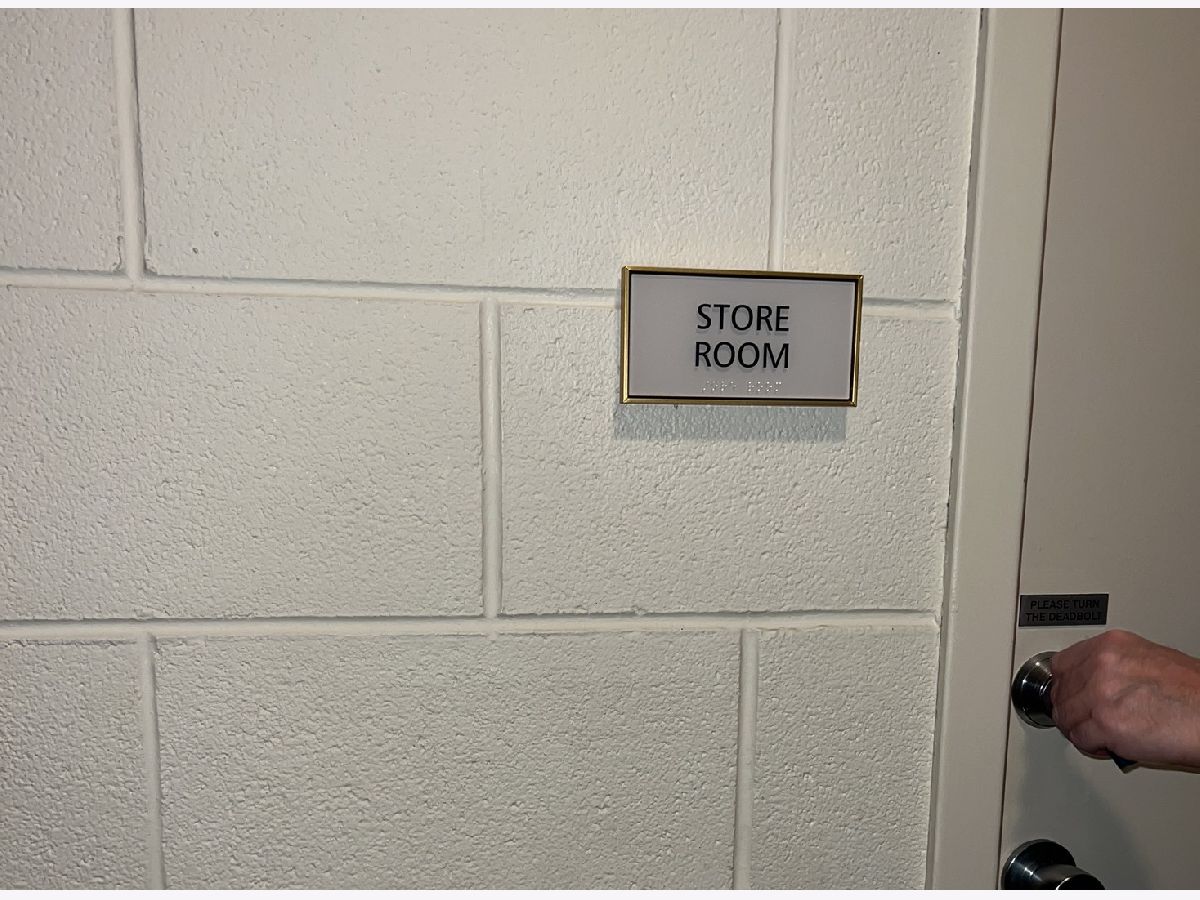 STORE
ROOM
PLEASE TURN
THE DEADBOLT